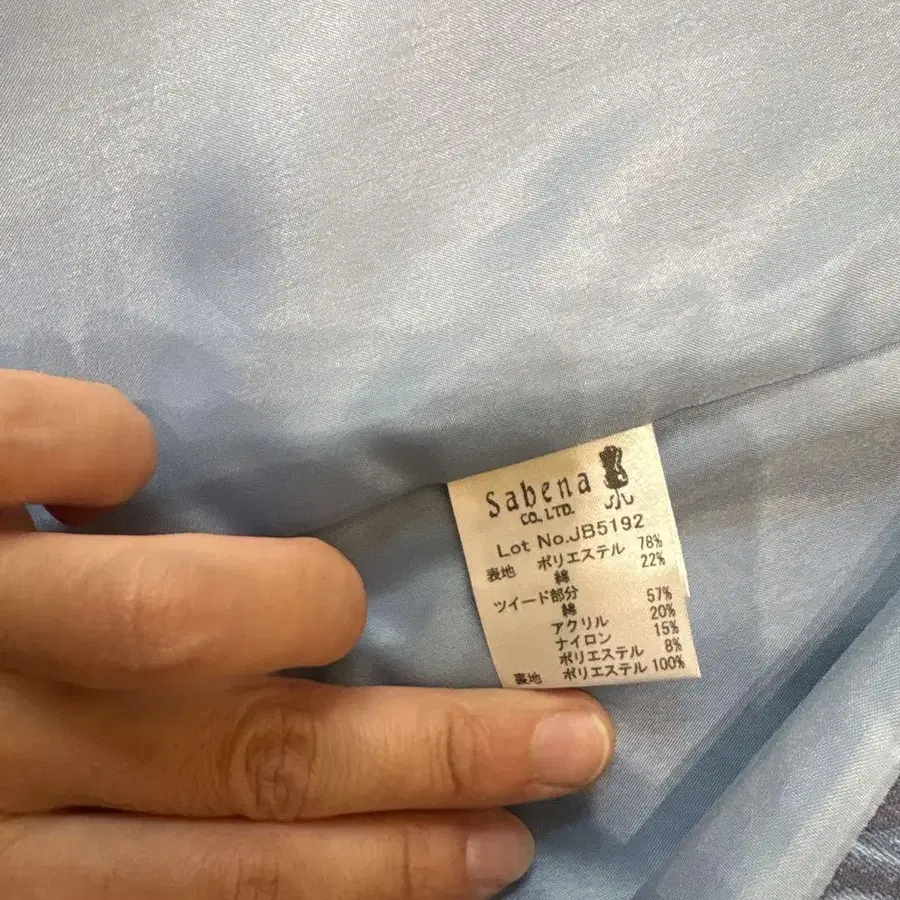 Sabena
CO.,LTD.
Lot No.JB5192
表地 ポリエステル 78%
綿 22%
ツイード部分
綿 57%
アクリル 20%
ナイロン 15%
ポリエステル 8%
裏地 ポリエステル 100%